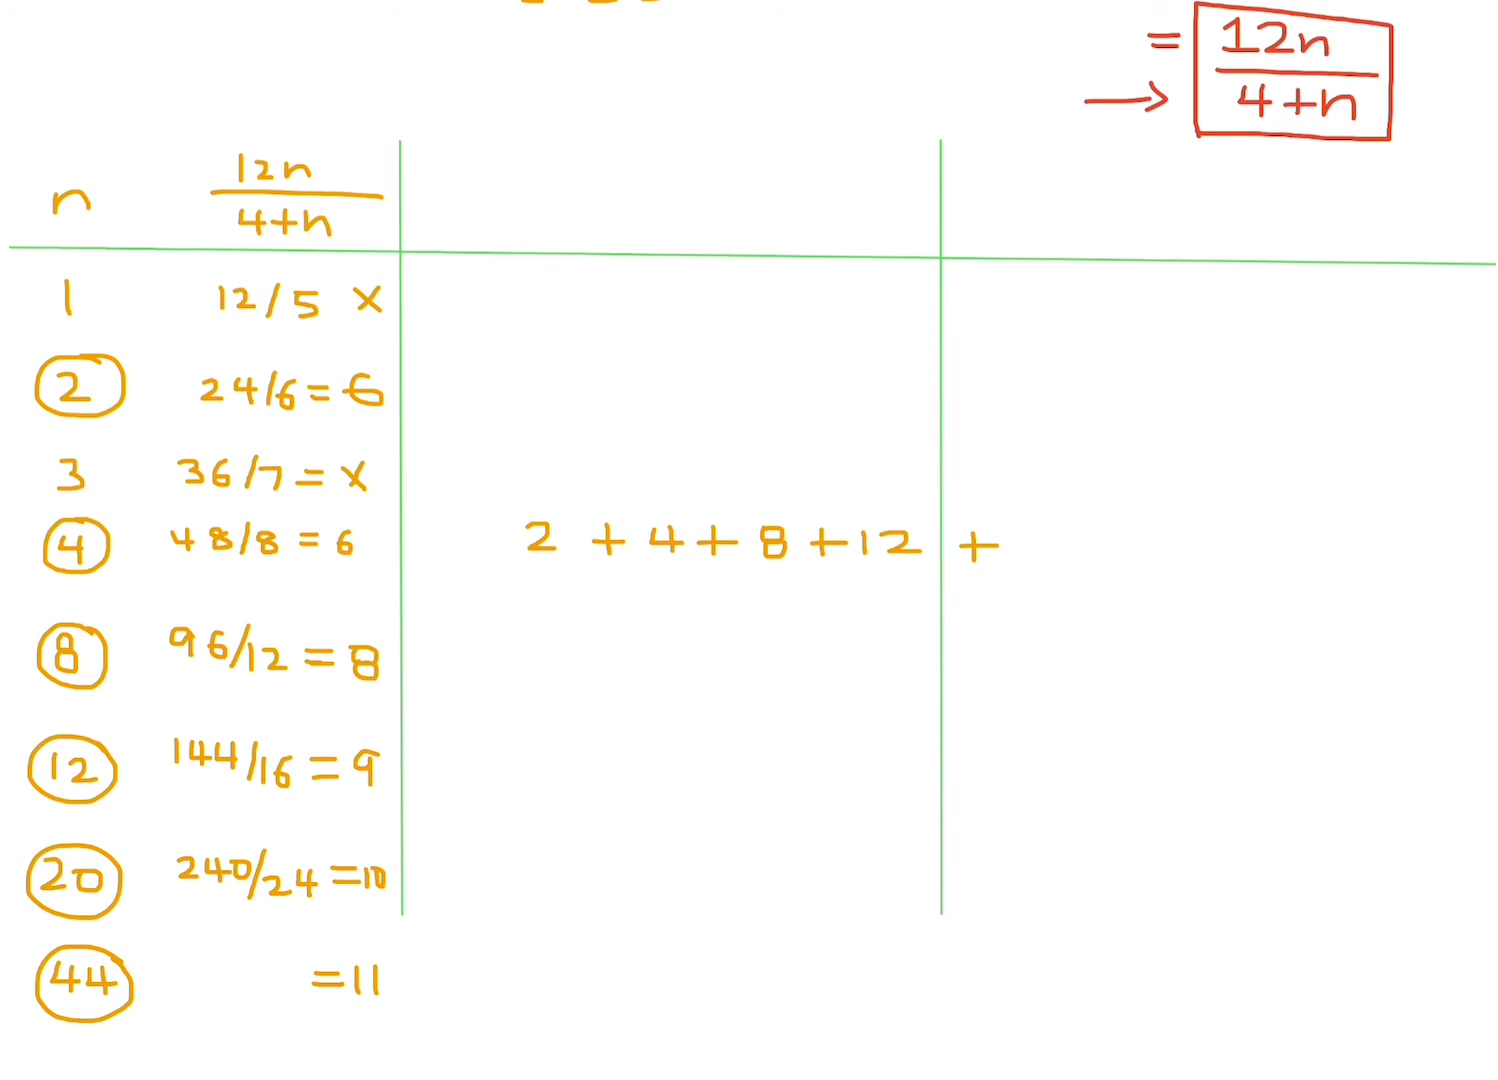 = 12n / 4+n
→
n 12n / 4+n
1 12/5 ×
2 24/6 = 6
3 36/7 = ×
4 48/8 = 6
2 + 4 + 8 + 12 +
8 96/12 = 8
12 144/16 = 9
20 240/24 = 10
44 = 11